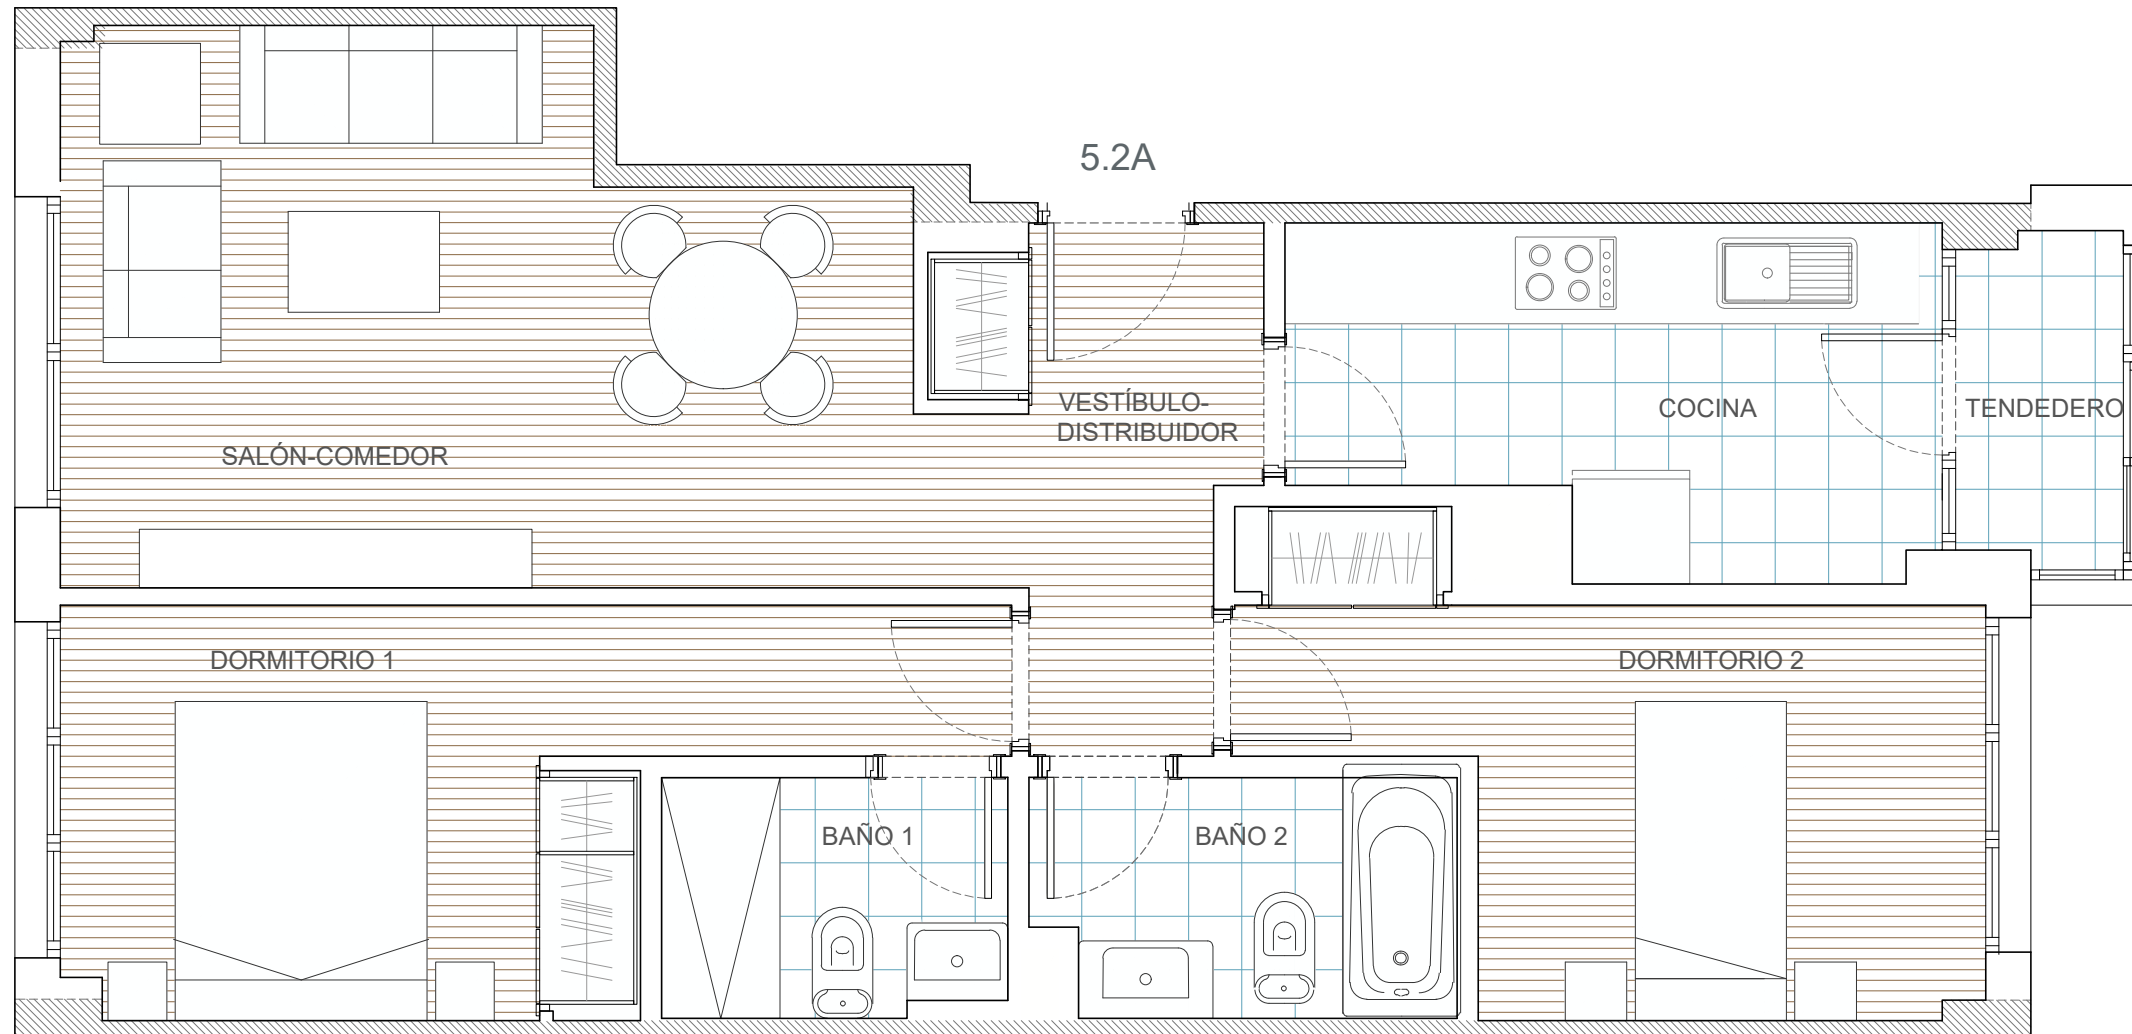 5.2A
VESTÍBULO-
DISTRIBUIDOR
COCINA
TENDEDERO
SALÓN-COMEDOR
DORMITORIO 1
DORMITORIO 2
BAÑO 1
BAÑO 2